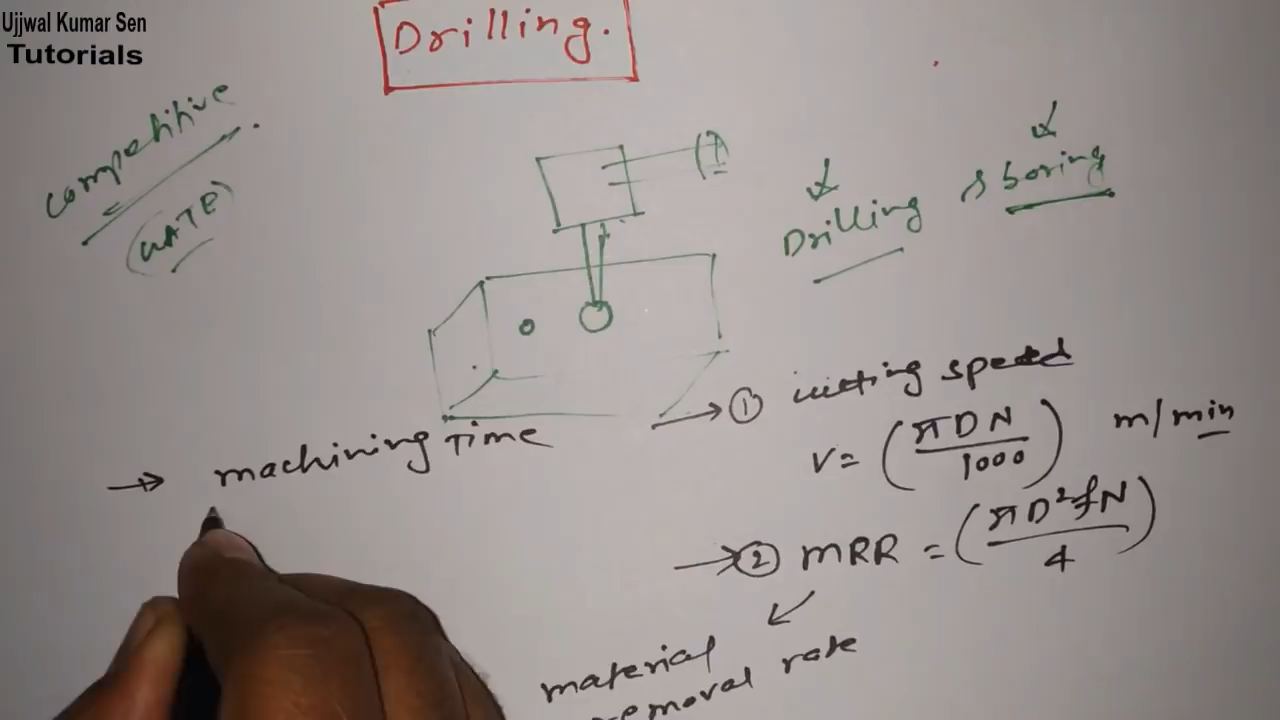 Ujjwal Kumar Sen
Tutorials
Drilling.
competitive
(GATE)
Drilling & boring
→ machining Time
→ ① cutting speed
V = (πDN/1000) m/min
→ ② MRR = (πD²fN/4)
material
removal rate